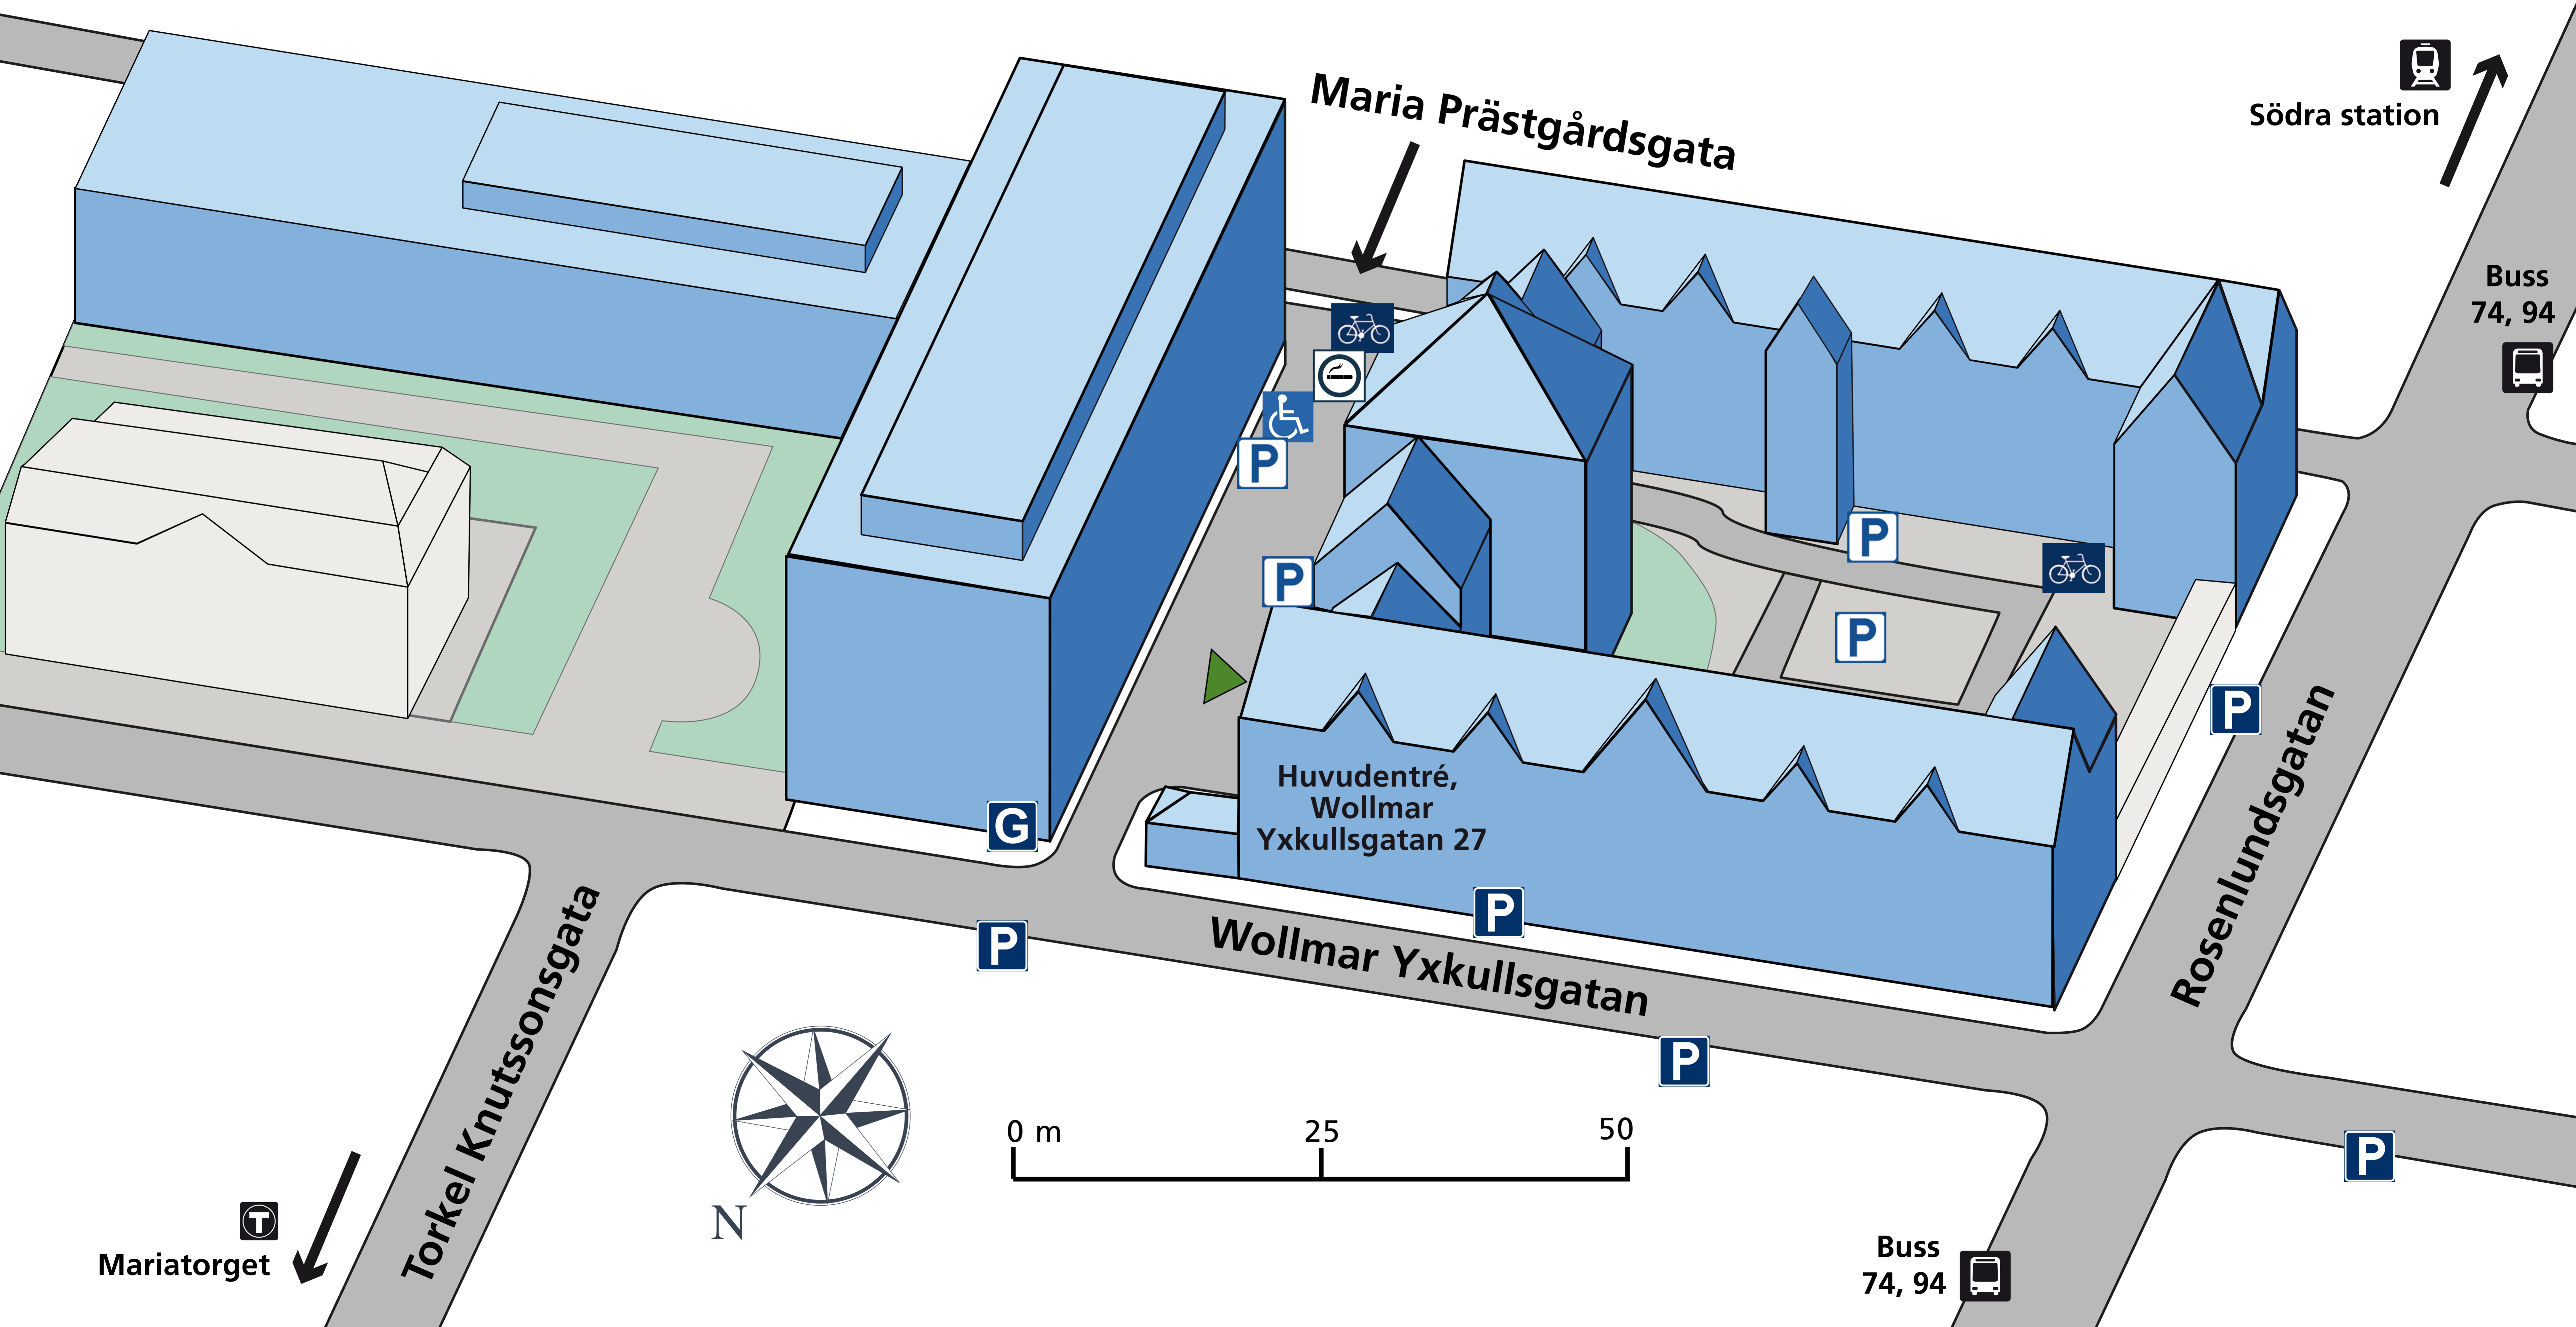 Maria Prästgårdsgata
Södra station
Buss
74, 94
P
P
P
P
P
Huvudentré,
Wollmar
Yxkullsgatan 27
G
P
P
Wollmar Yxkullsgatan
P
Rosenlundsgatan
P
Torkel Knutssonsgata
0 m 25 50
N
T
Mariatorget
Buss
74, 94